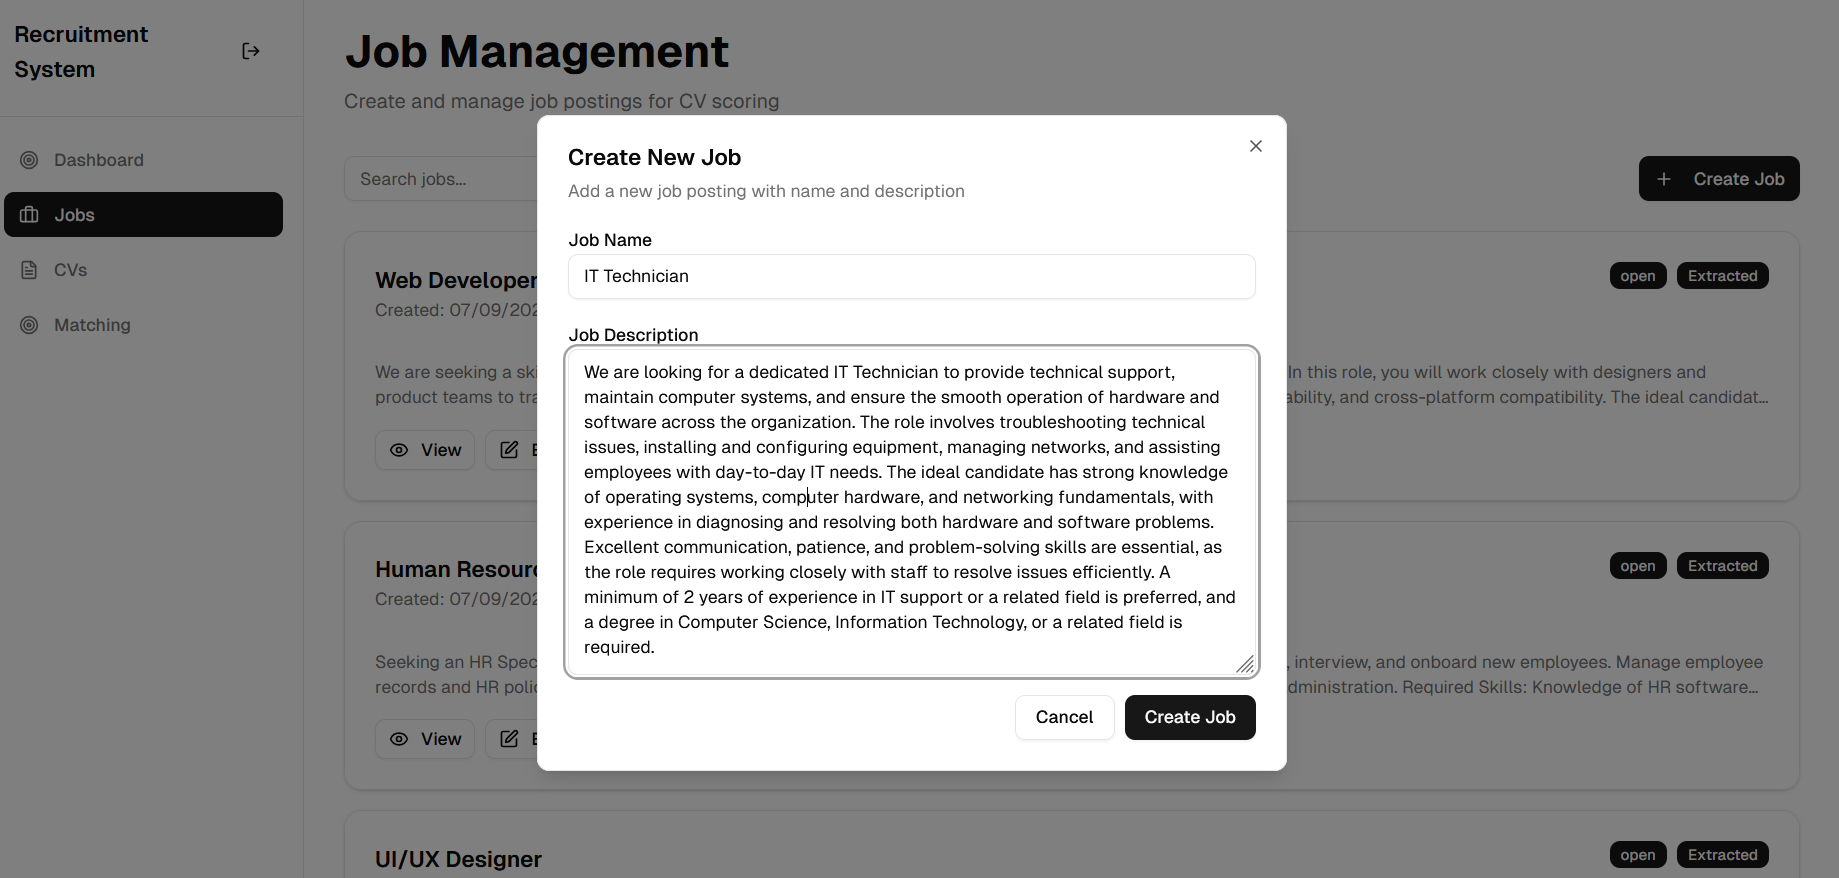 Recruitment
System
Dashboard
Jobs
CVs
Matching
Job Management
Create and manage job postings for CV scoring
Search jobs...
Create Job
Web Developer
Created: 07/09/202
open
Extracted
We are seeking a ski
In this role, you will work closely with designers and
product teams to tra
ability, and cross-platform compatibility. The ideal candidat...
View
Human Resourc
Created: 07/09/202
open
Extracted
Seeking an HR Spec
, interview, and onboard new employees. Manage employee
records and HR polic
dministration. Required Skills: Knowledge of HR software...
View
UI/UX Designer
open
Extracted
Create New Job
Add a new job posting with name and description
Job Name
IT Technician
Job Description
We are looking for a dedicated IT Technician to provide technical support,
maintain computer systems, and ensure the smooth operation of hardware and
software across the organization. The role involves troubleshooting technical
issues, installing and configuring equipment, managing networks, and assisting
employees with day-to-day IT needs. The ideal candidate has strong knowledge
of operating systems, computer hardware, and networking fundamentals, with
experience in diagnosing and resolving both hardware and software problems.
Excellent communication, patience, and problem-solving skills are essential, as
the role requires working closely with staff to resolve issues efficiently. A
minimum of 2 years of experience in IT support or a related field is preferred, and
a degree in Computer Science, Information Technology, or a related field is
required.
Cancel
Create Job